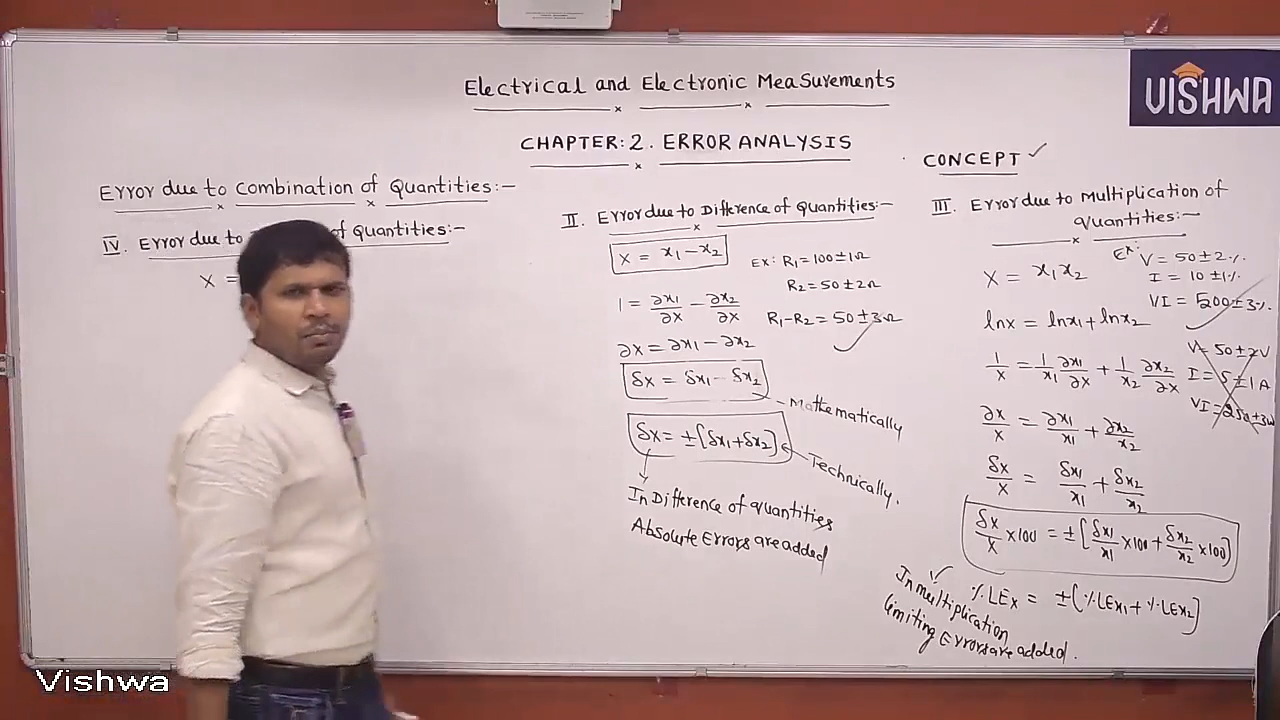 Electrical and Electronic Measurements
VISHWA
CHAPTER: 2. ERROR ANALYSIS
CONCEPT ✓
Error due to Combination of Quantities:-
IV. Error due to of Quantities:-
X =
II. Error due to Difference of Quantities:-
X = x₁-x₂
Ex: R₁=100±1Ω
R₂=50±2Ω
R₁-R₂=50±3Ω
1 = ∂x₁/∂X - ∂x₂/∂X
∂X = ∂x₁-∂x₂
δX = δx₁-δx₂
Mathematically
δX = ±[δx₁+δx₂]
Technically.
In Difference of quantities
Absolute Errors are added
III. Error due to Multiplication of
Quantities:-
X = x₁x₂
Ex: V = 50±2%
I = 10±1%
VI = 500±3%
lnx = lnx₁+lnx₂
V= 50±2V
I= 5±1A
VI=250±3W
1/X = 1/x₁ ∂x₁/∂X + 1/x₂ ∂x₂/∂X
∂X/X = ∂x₁/x₁ + ∂x₂/x₂
δX/X = δx₁/x₁ + δx₂/x₂
δX/X ×100 = ±[δx₁/x₁ ×100 + δx₂/x₂ ×100]
%LEx = ±(%LEx₁+%LEx₂]
In multiplication
limiting Errors are added.
Vishwa